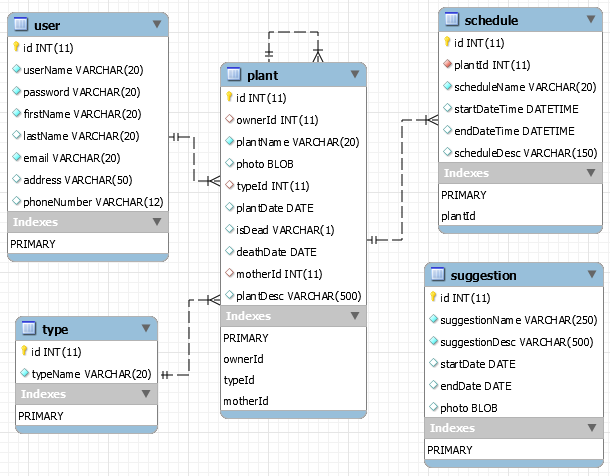 user
id INT(11)
userName VARCHAR(20)
password VARCHAR(20)
firstName VARCHAR(20)
lastName VARCHAR(20)
email VARCHAR(20)
address VARCHAR(50)
phoneNumber VARCHAR(12)
Indexes
PRIMARY
type
id INT(11)
typeName VARCHAR(20)
Indexes
PRIMARY
plant
id INT(11)
ownerId INT(11)
plantName VARCHAR(20)
photo BLOB
typeId INT(11)
plantDate DATE
isDead VARCHAR(1)
deathDate DATE
motherId INT(11)
plantDesc VARCHAR(500)
Indexes
PRIMARY
ownerId
typeId
motherId
schedule
id INT(11)
plantId INT(11)
scheduleName VARCHAR(20)
startDateTime DATETIME
endDateTime DATETIME
scheduleDesc VARCHAR(150)
Indexes
PRIMARY
plantId
suggestion
id INT(11)
suggestionName VARCHAR(250)
suggestionDesc VARCHAR(500)
startDate DATE
endDate DATE
photo BLOB
Indexes
PRIMARY